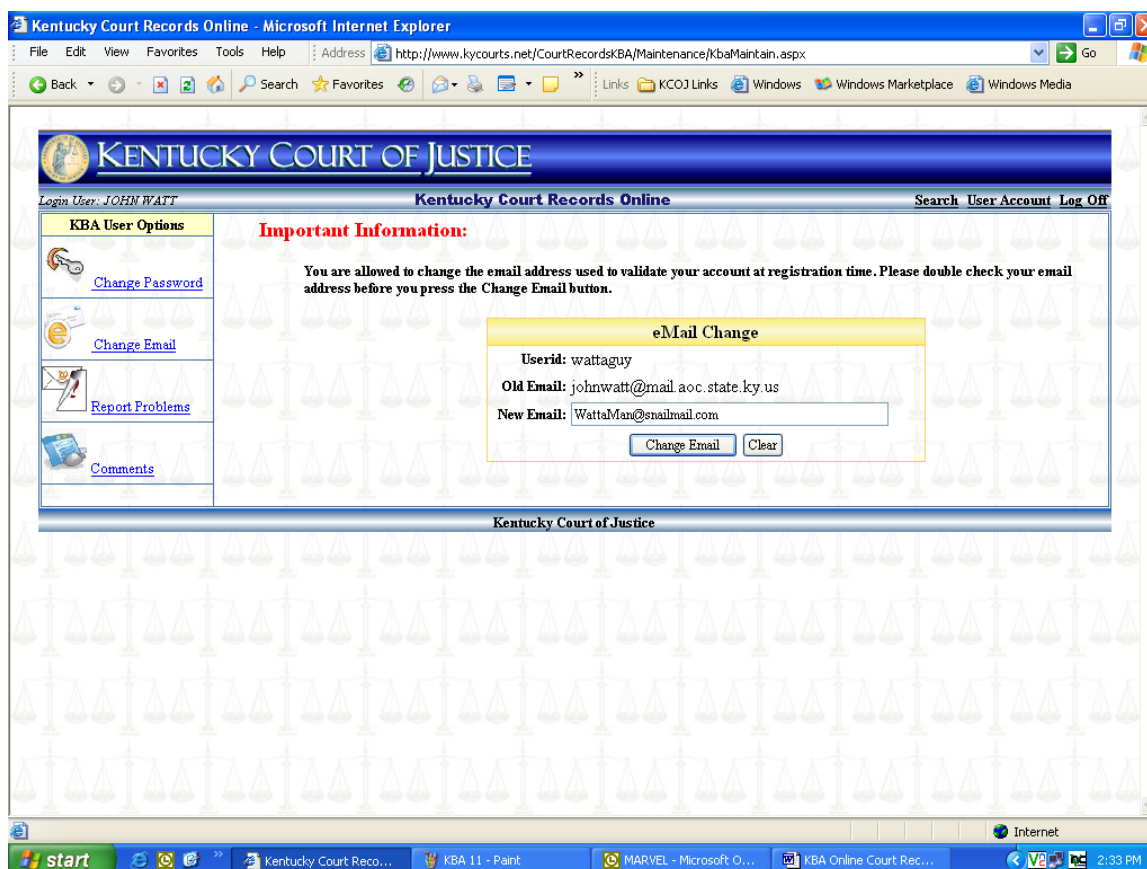 Kentucky Court Records Online - Microsoft Internet Explorer
File Edit View Favorites Tools Help Address http://www.kycourts.net/CourtRecordsKBA/Maintenance/KbaMaintain.aspx Go
Back Search Favorites » Links KCOJ Links Windows Windows Marketplace Windows Media
KENTUCKY COURT OF JUSTICE
Login User: JOHN WATT Kentucky Court Records Online Search User Account Log Off
KBA User Options
Change Password
Change Email
Report Problems
Comments
Important Information:
You are allowed to change the email address used to validate your account at registration time. Please double check your email
address before you press the Change Email button.
eMail Change
Userid: wattaguy
Old Email: johnwatt@mail.aoc.state.ky.us
New Email: WattaMan@snailmail.com
Change Email Clear
Kentucky Court of Justice
Internet
start » Kentucky Court Reco... KBA 11 - Paint MARVEL - Microsoft O... KBA Online Court Rec... 2:33 PM